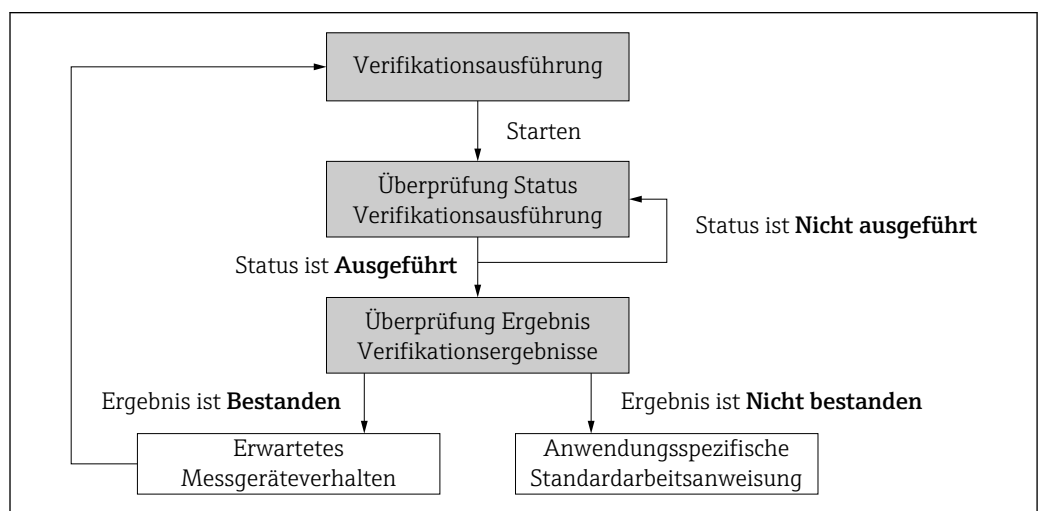 Verifikationsausführung
Starten
Überprüfung Status
Verifikationsausführung
Status ist Nicht ausgeführt
Status ist Ausgeführt
Überprüfung Ergebnis
Verifikationsergebnisse
Ergebnis ist Bestanden
Ergebnis ist Nicht bestanden
Erwartetes
Messgeräteverhalten
Anwendungsspezifische
Standardarbeitsanweisung